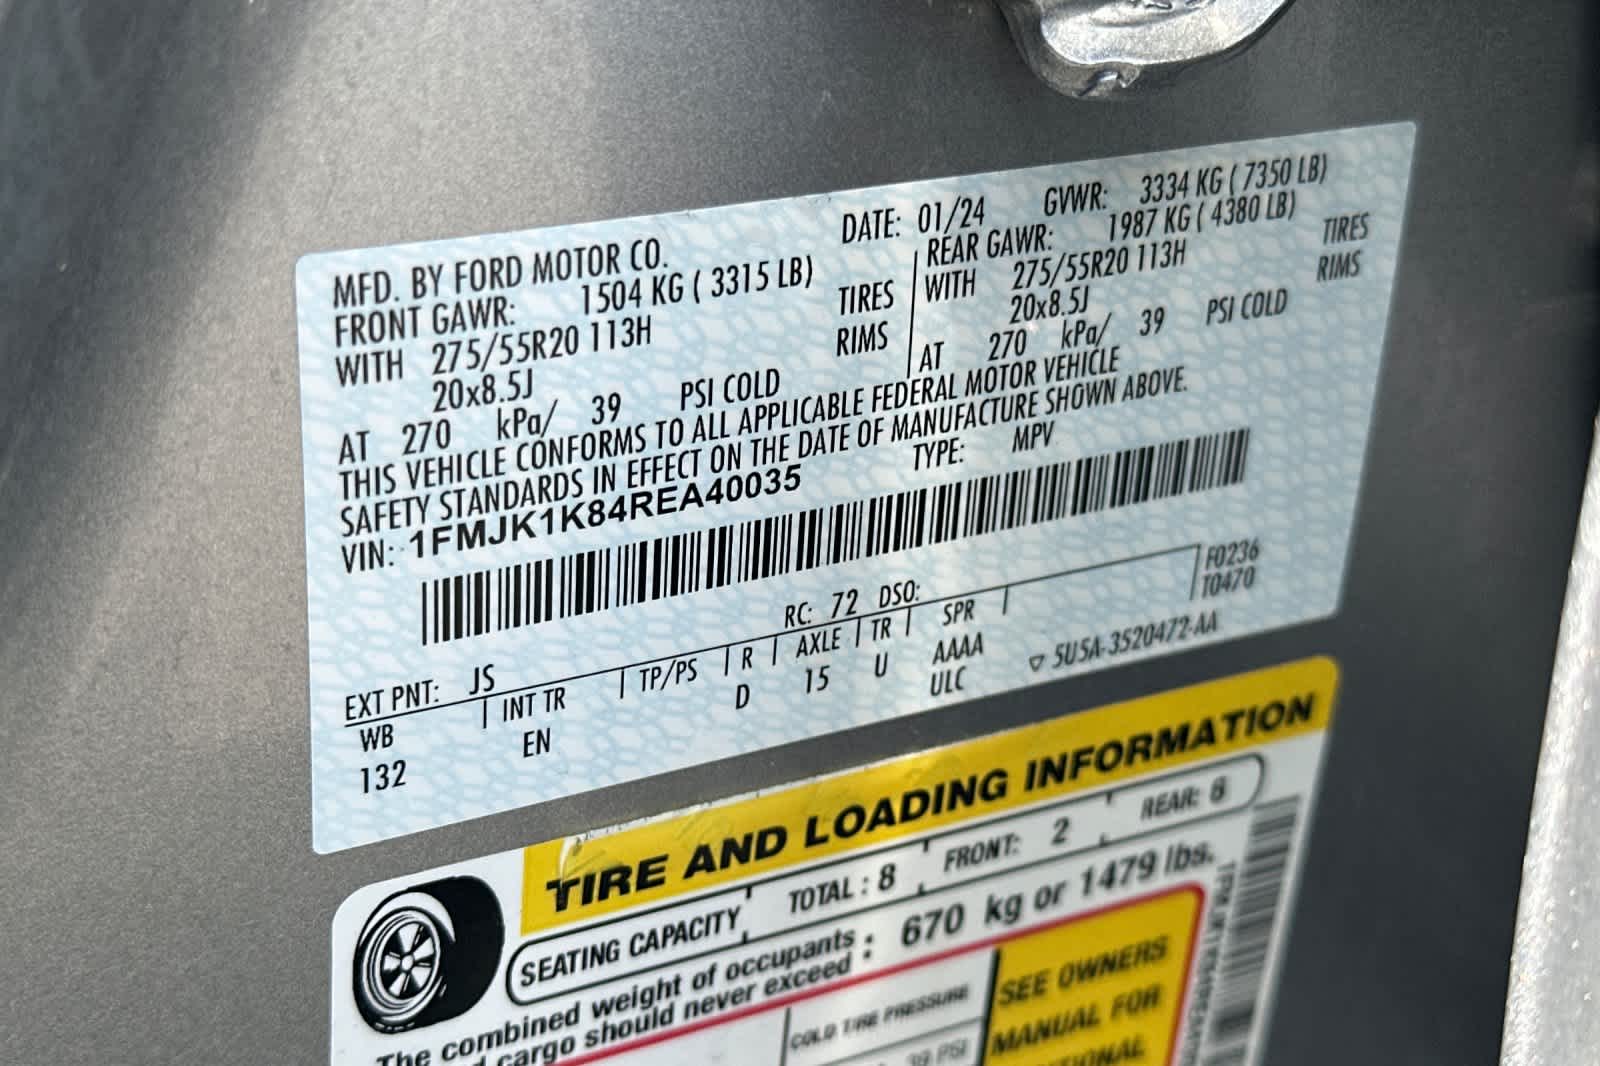 MFD. BY FORD MOTOR CO. DATE: 01/24 GVWR: 3334 KG ( 7350 LB)
FRONT GAWR: 1504 KG ( 3315 LB) REAR GAWR: 1987 KG ( 4380 LB)
WITH 275/55R20 113H TIRES WITH 275/55R20 113H TIRES
20x8.5J RIMS 20x8.5J RIMS
AT 270 kPa/ 39 PSI COLD AT 270 kPa/ 39 PSI COLD
THIS VEHICLE CONFORMS TO ALL APPLICABLE FEDERAL MOTOR VEHICLE
SAFETY STANDARDS IN EFFECT ON THE DATE OF MANUFACTURE SHOWN ABOVE.
VIN: 1FMJK1K84REA40035 TYPE: MPV
F0236
T0470
EXT PNT: JS RC: 72 DSO:
WB INT TR TP/PS R AXLE TR SPR
132 EN D 15 U AAAA
ULC
▽ 5U5A-3520472-AA
TIRE AND LOADING INFORMATION
SEATING CAPACITY TOTAL : 8 FRONT: 2 REAR: 6
The combined weight of occupants : 670 kg or 1479 lbs.
cargo should never exceed :
COLD TIRE PRESSURE
39 PSI
SEE OWNERS
MANUAL FOR